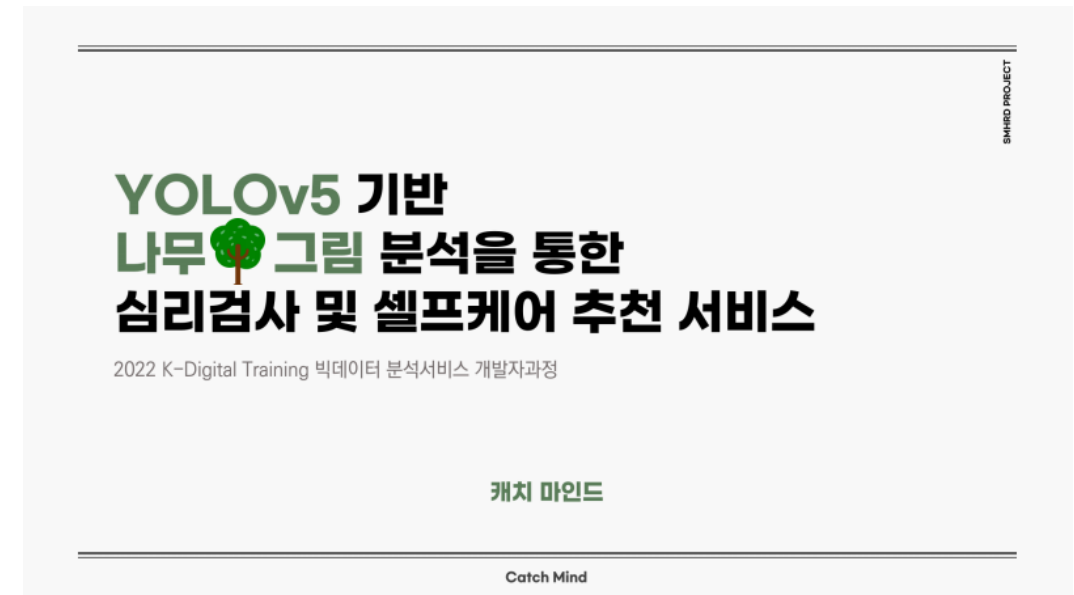 SMHRD PROJECT
YOLOv5 기반
나무 그림 분석을 통한
심리검사 및 셀프케어 추천 서비스
2022 K-Digital Training 빅데이터 분석서비스 개발자과정
캐치 마인드
Catch Mind